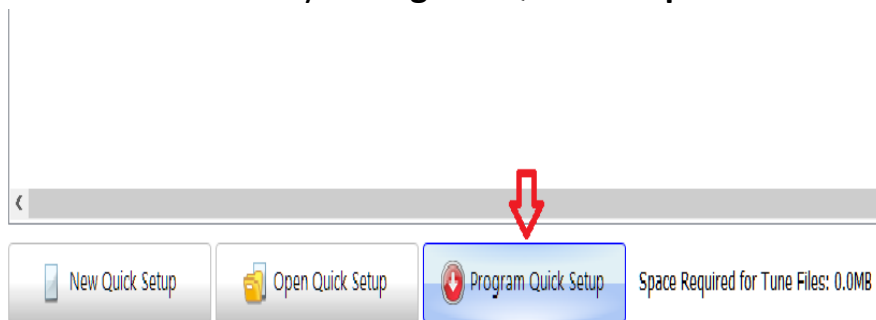 New Quick Setup
Open Quick Setup
Program Quick Setup
Space Required for Tune Files: 0.0MB